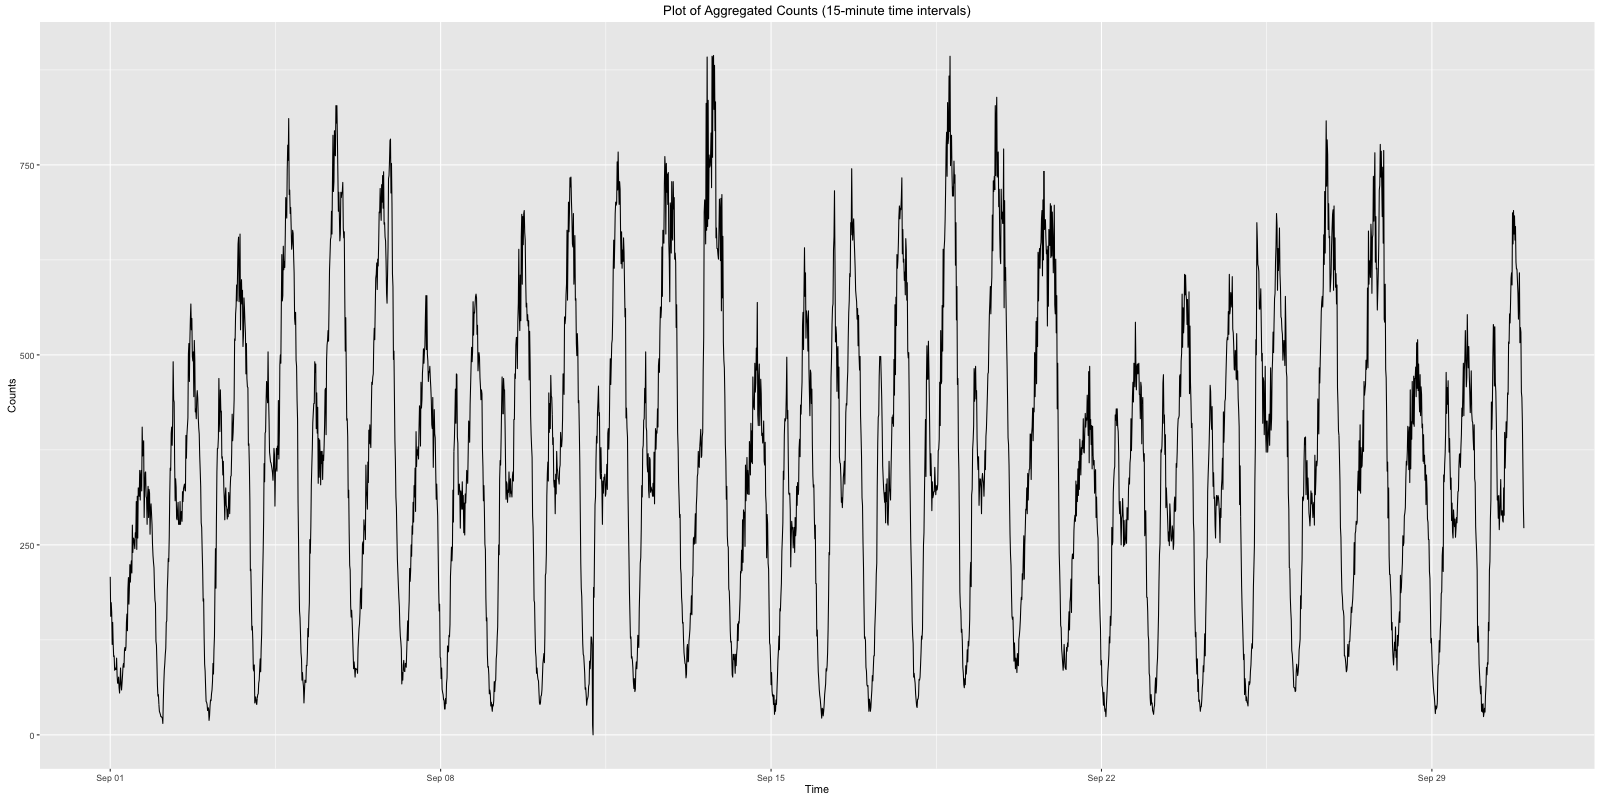 Plot of Aggregated Counts (15-minute time intervals)
Counts
750
500
250
0
Sep 01
Sep 08
Sep 15
Sep 22
Sep 29
Time